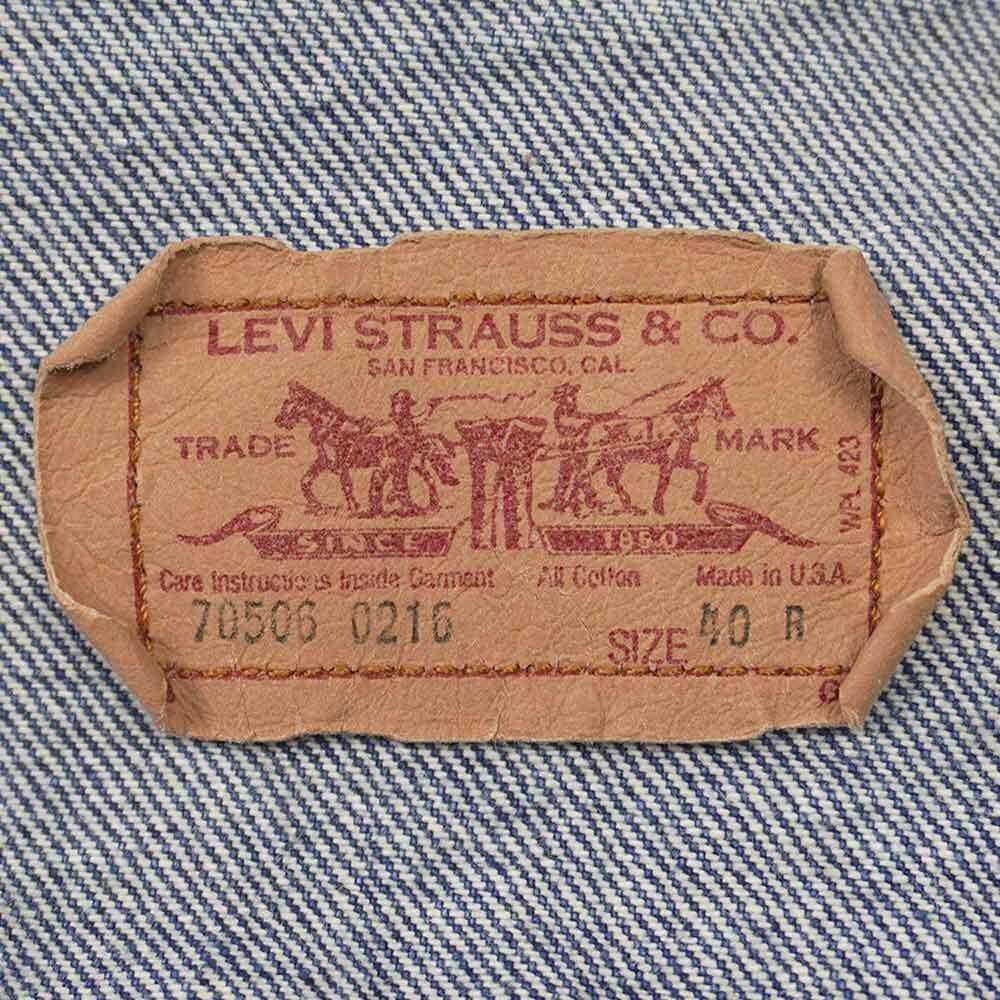 LEVI STRAUSS & CO.
SAN FRANCISCO, CAL.
TRADE MARK
SINCE 1850
WPL 423
Care Instructions Inside Garment All Cotton Made in U.S.A.
70506 0216 SIZE 40 R